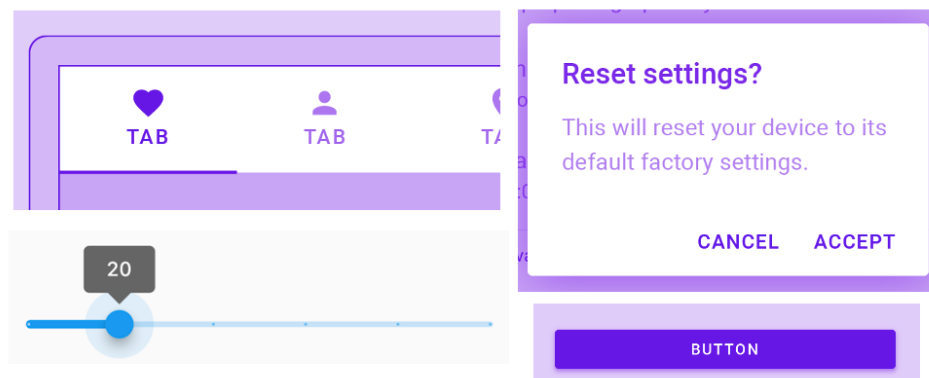 TAB
TAB
Reset settings?
This will reset your device to its
default factory settings.
CANCEL
ACCEPT
20
BUTTON